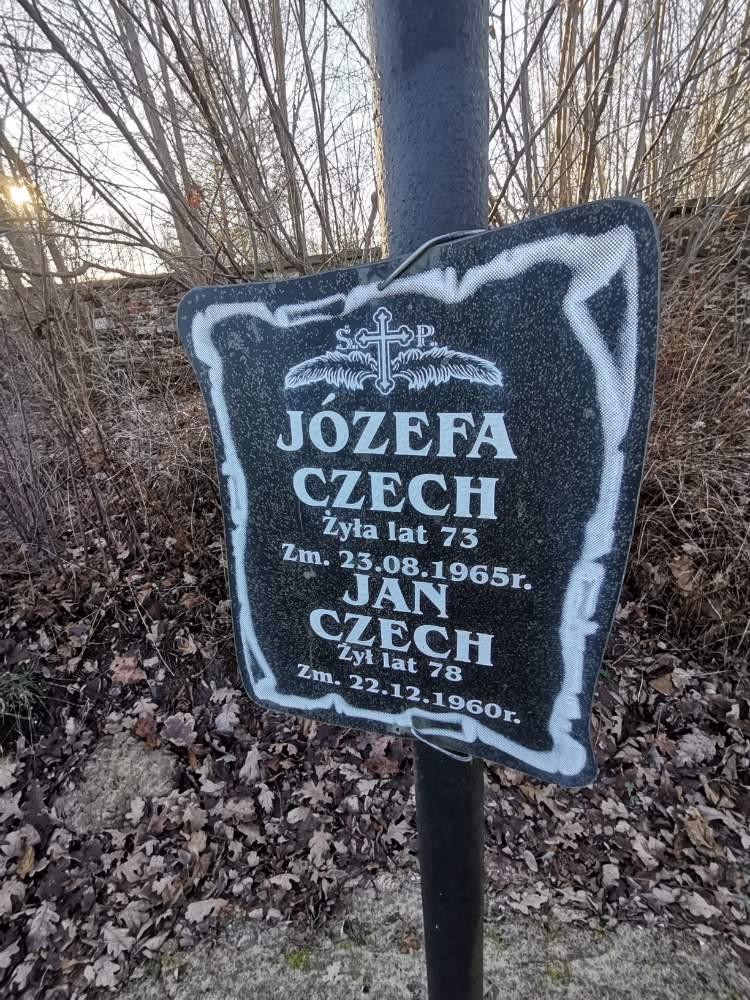 Ś. P.
JÓZEFA
CZECH
Żyła lat 73
Zm. 23.08.1965r.
JAN
CZECH
Żył lat 78
Zm. 22.12.1960r.